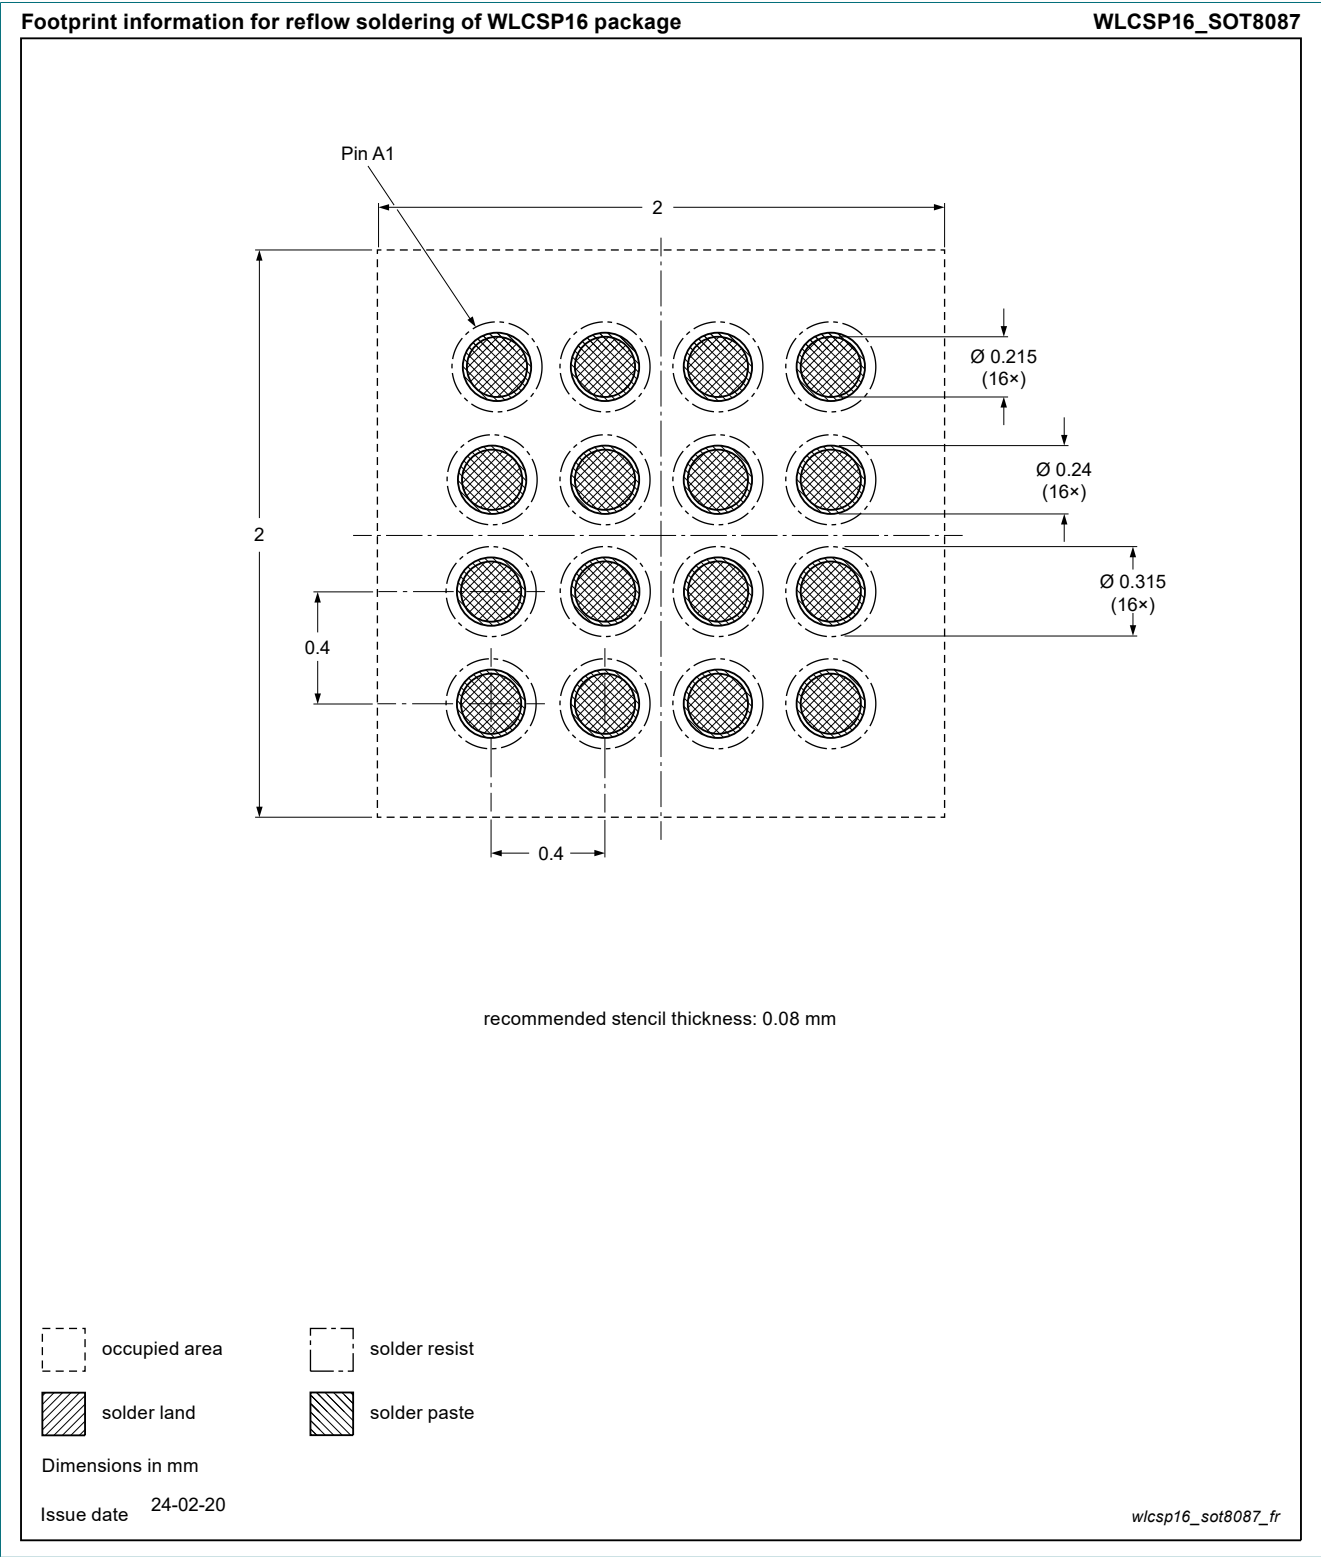 Footprint information for reflow soldering of WLCSP16 package
WLCSP16_SOT8087
Pin A1
2
Ø 0.215
(16×)
Ø 0.24
(16×)
2
Ø 0.315
(16×)
0.4
0.4
recommended stencil thickness: 0.08 mm
occupied area
solder resist
solder land
solder paste
Dimensions in mm
Issue date 24-02-20
wlcsp16_sot8087_fr